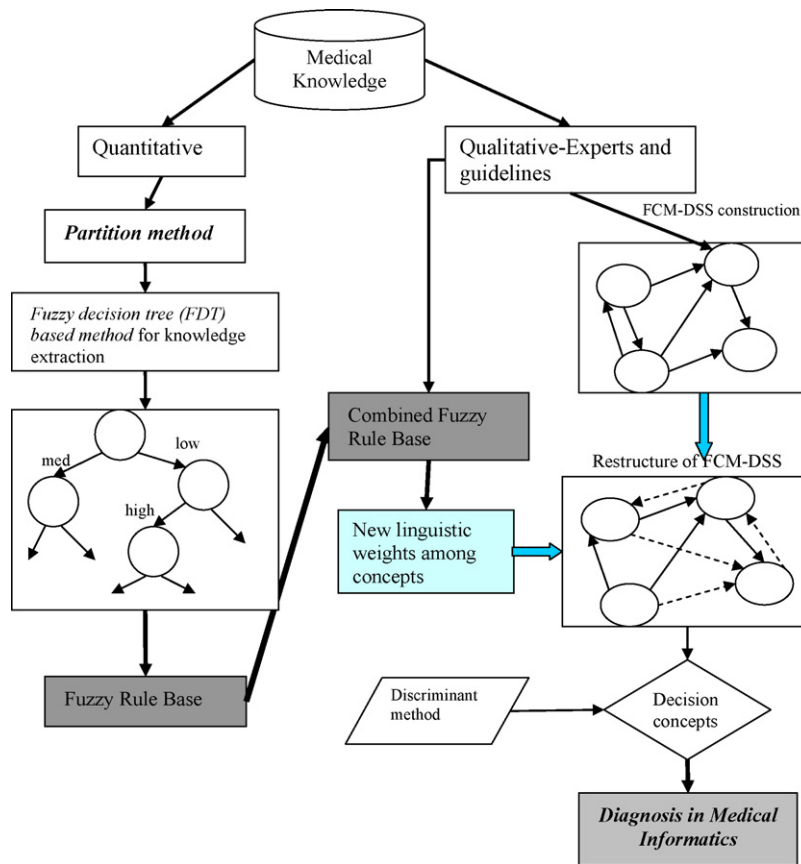 Medical
Knowledge
Quantitative
Qualitative-Experts and
guidelines
Partition method
FCM-DSS construction
Fuzzy decision tree (FDT)
based method for knowledge
extraction
med
low
high
Combined Fuzzy
Rule Base
Restructure of FCM-DSS
New linguistic
weights among
concepts
Fuzzy Rule Base
Discriminant
method
Decision
concepts
Diagnosis in Medical
Informatics